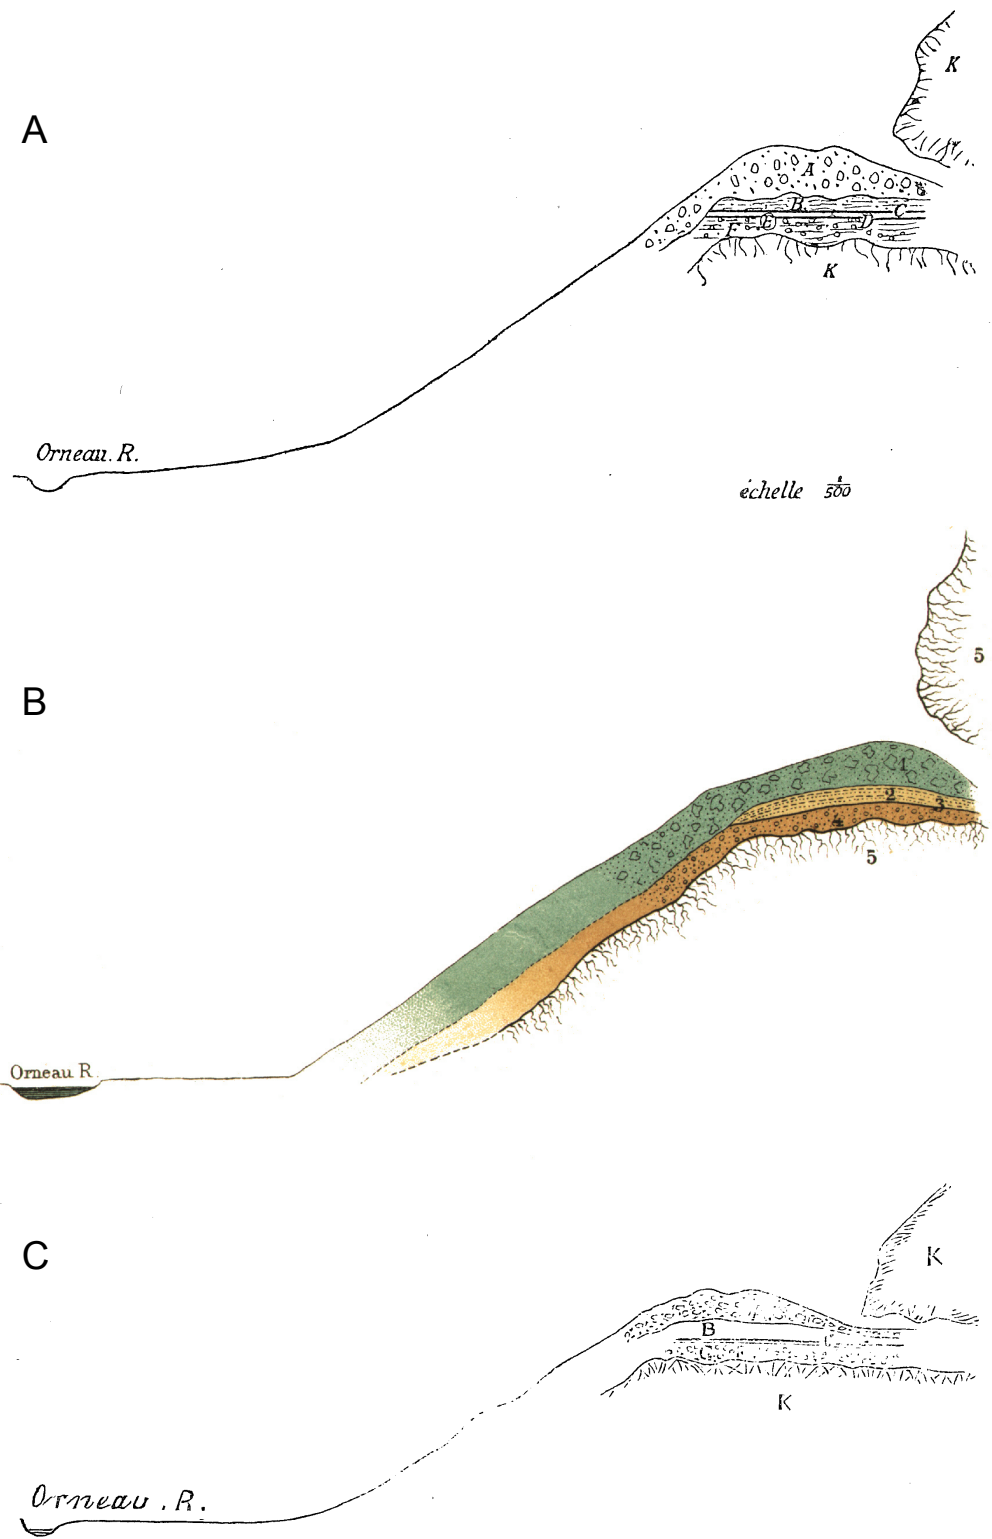 A
K
A
B.
C
E
D
F
K
Orneau. R.
échelle 1/500
B
5
1
2
3
4
5
Orneau R.
C
K
B
C
K
Orneau . R.